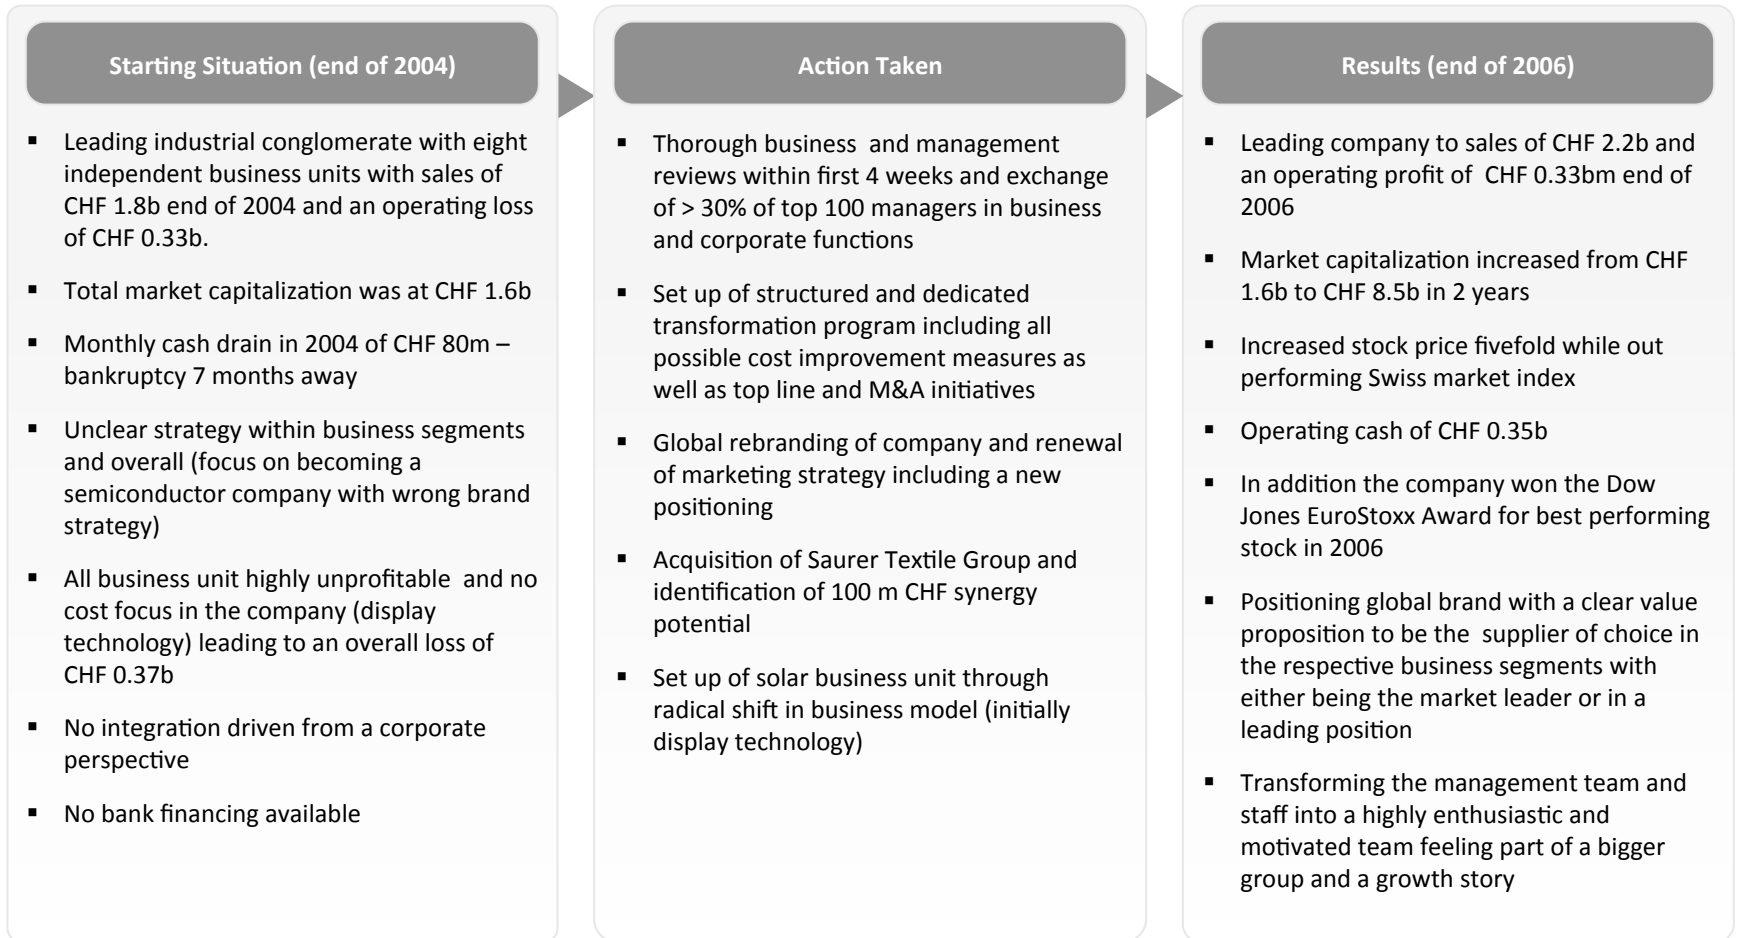 Starting Situation (end of 2004)
▪ Leading industrial conglomerate with eight
independent business units with sales of
CHF 1.8b end of 2004 and an operating loss
of CHF 0.33b.
▪ Total market capitalization was at CHF 1.6b
▪ Monthly cash drain in 2004 of CHF 80m –
bankruptcy 7 months away
▪ Unclear strategy within business segments
and overall (focus on becoming a
semiconductor company with wrong brand
strategy)
▪ All business unit highly unprofitable  and no
cost focus in the company (display
technology) leading to an overall loss of
CHF 0.37b
▪ No integration driven from a corporate
perspective
▪ No bank financing available
Action Taken
▪ Thorough business  and management
reviews within first 4 weeks and exchange
of > 30% of top 100 managers in business
and corporate functions
▪ Set up of structured and dedicated
transformation program including all
possible cost improvement measures as
well as top line and M&A initiatives
▪ Global rebranding of company and renewal
of marketing strategy including a new
positioning
▪ Acquisition of Saurer Textile Group and
identification of 100 m CHF synergy
potential
▪ Set up of solar business unit through
radical shift in business model (initially
display technology)
Results (end of 2006)
▪ Leading company to sales of CHF 2.2b and
an operating profit of  CHF 0.33bm end of
2006
▪ Market capitalization increased from CHF
1.6b to CHF 8.5b in 2 years
▪ Increased stock price fivefold while out
performing Swiss market index
▪ Operating cash of CHF 0.35b
▪ In addition the company won the Dow
Jones EuroStoxx Award for best performing
stock in 2006
▪ Positioning global brand with a clear value
proposition to be the  supplier of choice in
the respective business segments with
either being the market leader or in a
leading position
▪ Transforming the management team and
staff into a highly enthusiastic and
motivated team feeling part of a bigger
group and a growth story